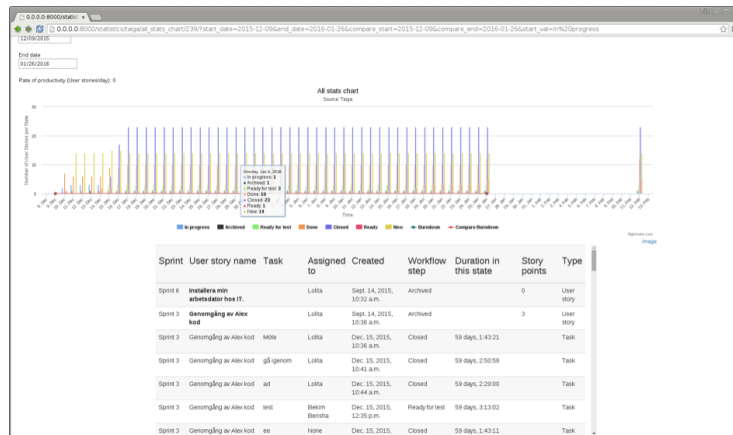 0.0.0.0:8000/statist
0.0.0.0:8000/statistics/taiga/all_stats_chart/239/?start_date=2015-12-09&end_date=2016-01-26&compare_start=2015-12-09&compare_end=2016-01-26&start_val=In%20progress
12/09/2015
End date
01/26/2016
Rate of productivity (User stories/day): 0
All stats chart
Source: Taiga
Number of User Stories per State
30
20
10
0
Monday, Jan 4, 2016
In progress: 1
Archived: 1
Ready for test: 3
Done: 10
Closed: 23
Ready: 1
New: 14
Time
In progress Archived Ready for test Done Closed Ready New Burndown Compare Burndown
Highcharts.com
Image
Sprint User story name Task Assigned to Created Workflow step Duration in this state Story points Type
Sprint 6 Installera min arbetsdator hos iT. Lolita Sept. 14, 2015, 10:32 a.m. Archived 0 User story
Sprint 3 Genomgång av Alex kod Lolita Sept. 14, 2015, 10:36 a.m. Archived 3 User story
Sprint 3 Genomgång av Alex kod Möte Lolita Dec. 15, 2015, 10:36 a.m. Closed 59 days, 1:43:21 Task
Sprint 3 Genomgång av Alex kod gå igenom Lolita Dec. 15, 2015, 10:41 a.m. Closed 59 days, 2:50:58 Task
Sprint 3 Genomgång av Alex kod ad Lolita Dec. 15, 2015, 10:44 a.m. Closed 59 days, 2:29:00 Task
Sprint 3 Genomgång av Alex kod test Bekim Berisha Dec. 15, 2015, 12:35 p.m. Ready for test 59 days, 3:13:02 Task
Sprint 3 Genomgång av Alex kod ee None Dec. 15, 2015, Closed 59 days, 1:43:11 Task